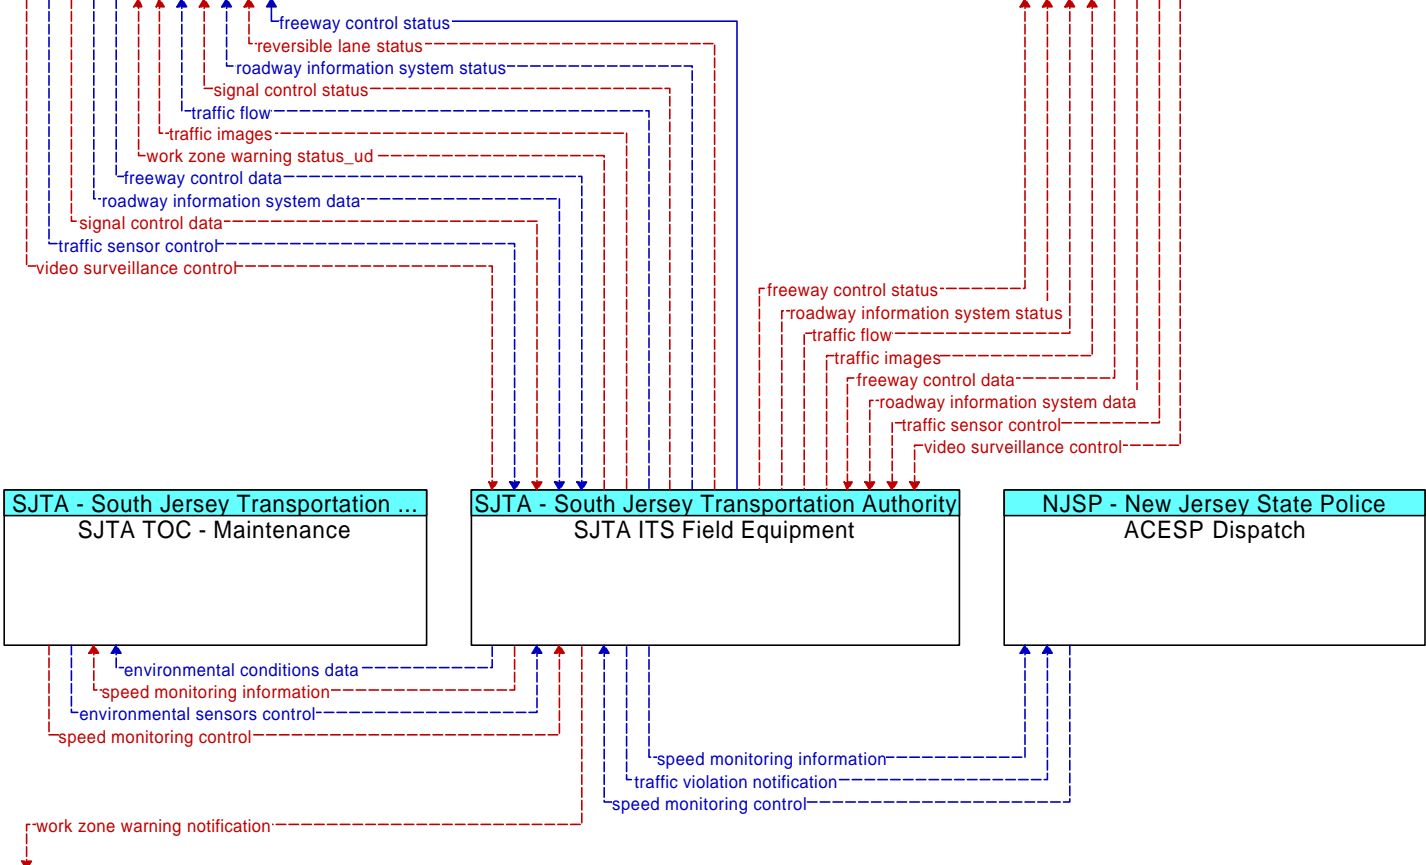 freeway control status
reversible lane status
roadway information system status
signal control status
traffic flow
traffic images
work zone warning status_ud
freeway control data
roadway information system data
signal control data
traffic sensor control
video surveillance control
freeway control status
roadway information system status
traffic flow
traffic images
freeway control data
roadway information system data
traffic sensor control
video surveillance control
SJTA - South Jersey Transportation ...
SJTA TOC - Maintenance
SJTA - South Jersey Transportation Authority
SJTA ITS Field Equipment
NJSP - New Jersey State Police
ACESP Dispatch
environmental conditions data
speed monitoring information
environmental sensors control
speed monitoring control
speed monitoring information
traffic violation notification
speed monitoring control
work zone warning notification